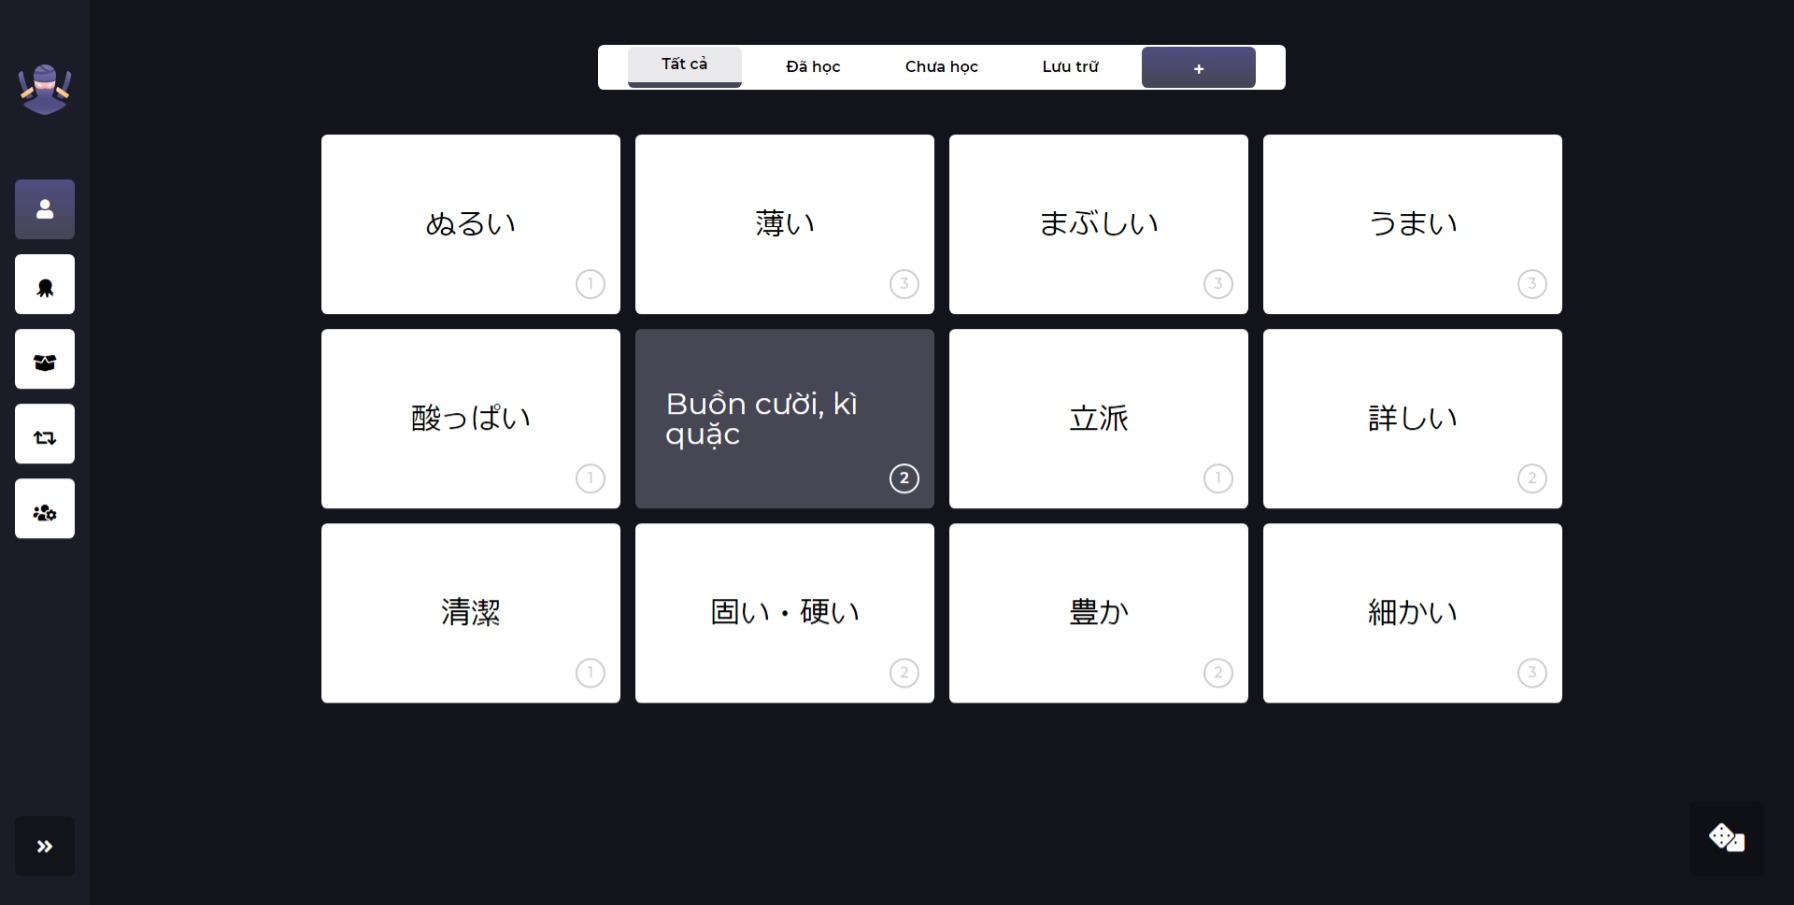 Tất cả
Đã học
Chưa học
Lưu trữ
+
ぬるい
1
薄い
3
まぶしい
3
うまい
3
酸っぱい
1
Buồn cười, kì
quặc
2
立派
1
詳しい
2
清潔
1
固い・硬い
2
豊か
2
細かい
3